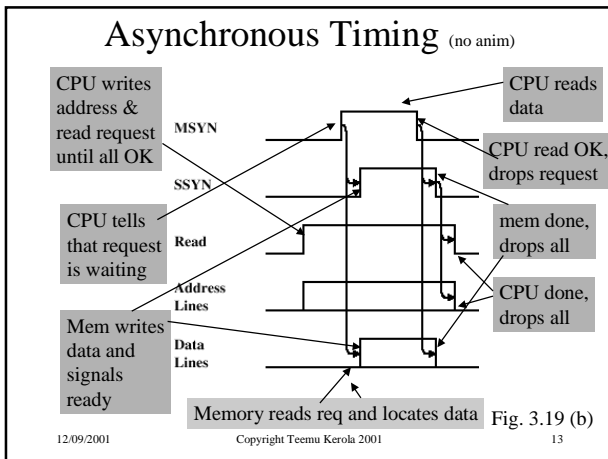 Asynchronous Timing (no anim)
CPU writes
address &
read request
until all OK
CPU reads
data
MSYN
CPU read OK,
drops request
SSYN
CPU tells
that request
is waiting
mem done,
drops all
Read
Address
Lines
CPU done,
drops all
Mem writes
data and
signals
ready
Data
Lines
Memory reads req and locates data
Fig. 3.19 (b)
12/09/2001
Copyright Teemu Kerola 2001
13